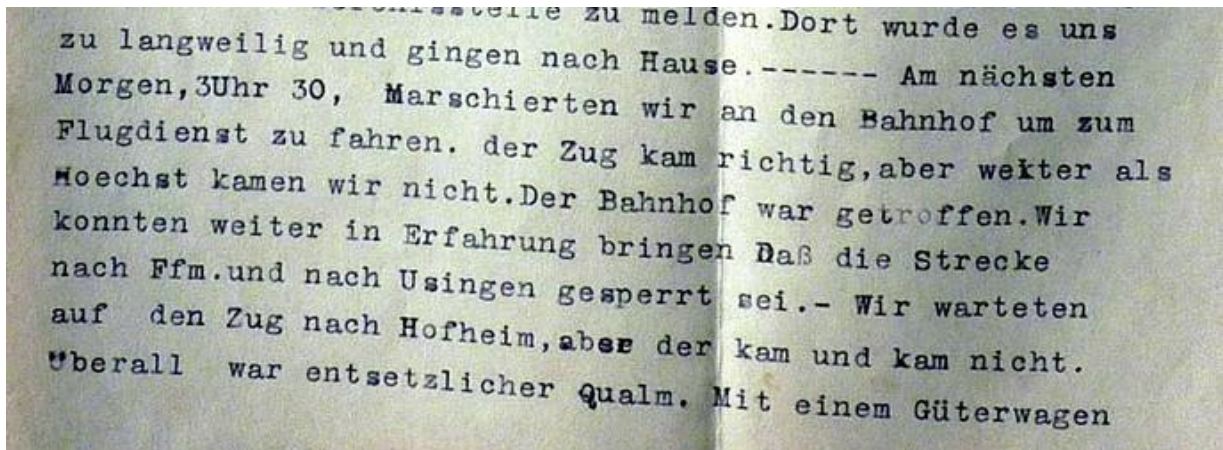 zu melden.Dort wurde es uns
zu langweilig und gingen nach Hause.------ Am nächsten
Morgen,3Uhr 30, Marschierten wir an den Bahnhof um zum
Flugdienst zu fahren. der Zug kam richtig,aber wekter als
Hoechst kamen wir nicht.Der Bahnhof war getroffen.Wir
konnten weiter in Erfahrung bringen Daß die Strecke
nach Ffm.und nach Usingen gesperrt sei.- Wir warteten
auf den Zug nach Hofheim,aber der kam und kam nicht.
Überall war entsetzlicher Qualm. Mit einem Güterwagen